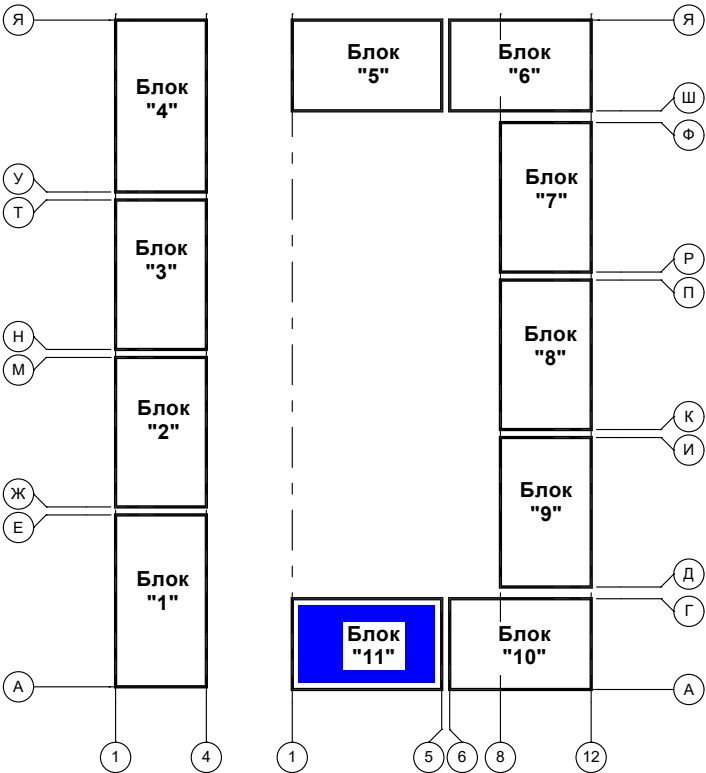 Я
Я
Блок
"4"
Блок
"5"
Блок
"6"
Ш
Ф
У
Т
Блок
"7"
Блок
"3"
Р
П
Н
М
Блок
"8"
Блок
"2"
К
И
Ж
Е
Блок
"9"
Блок
"1"
Д
Г
Блок
"11"
Блок
"10"
А
А
1
4
1
5
6
8
12